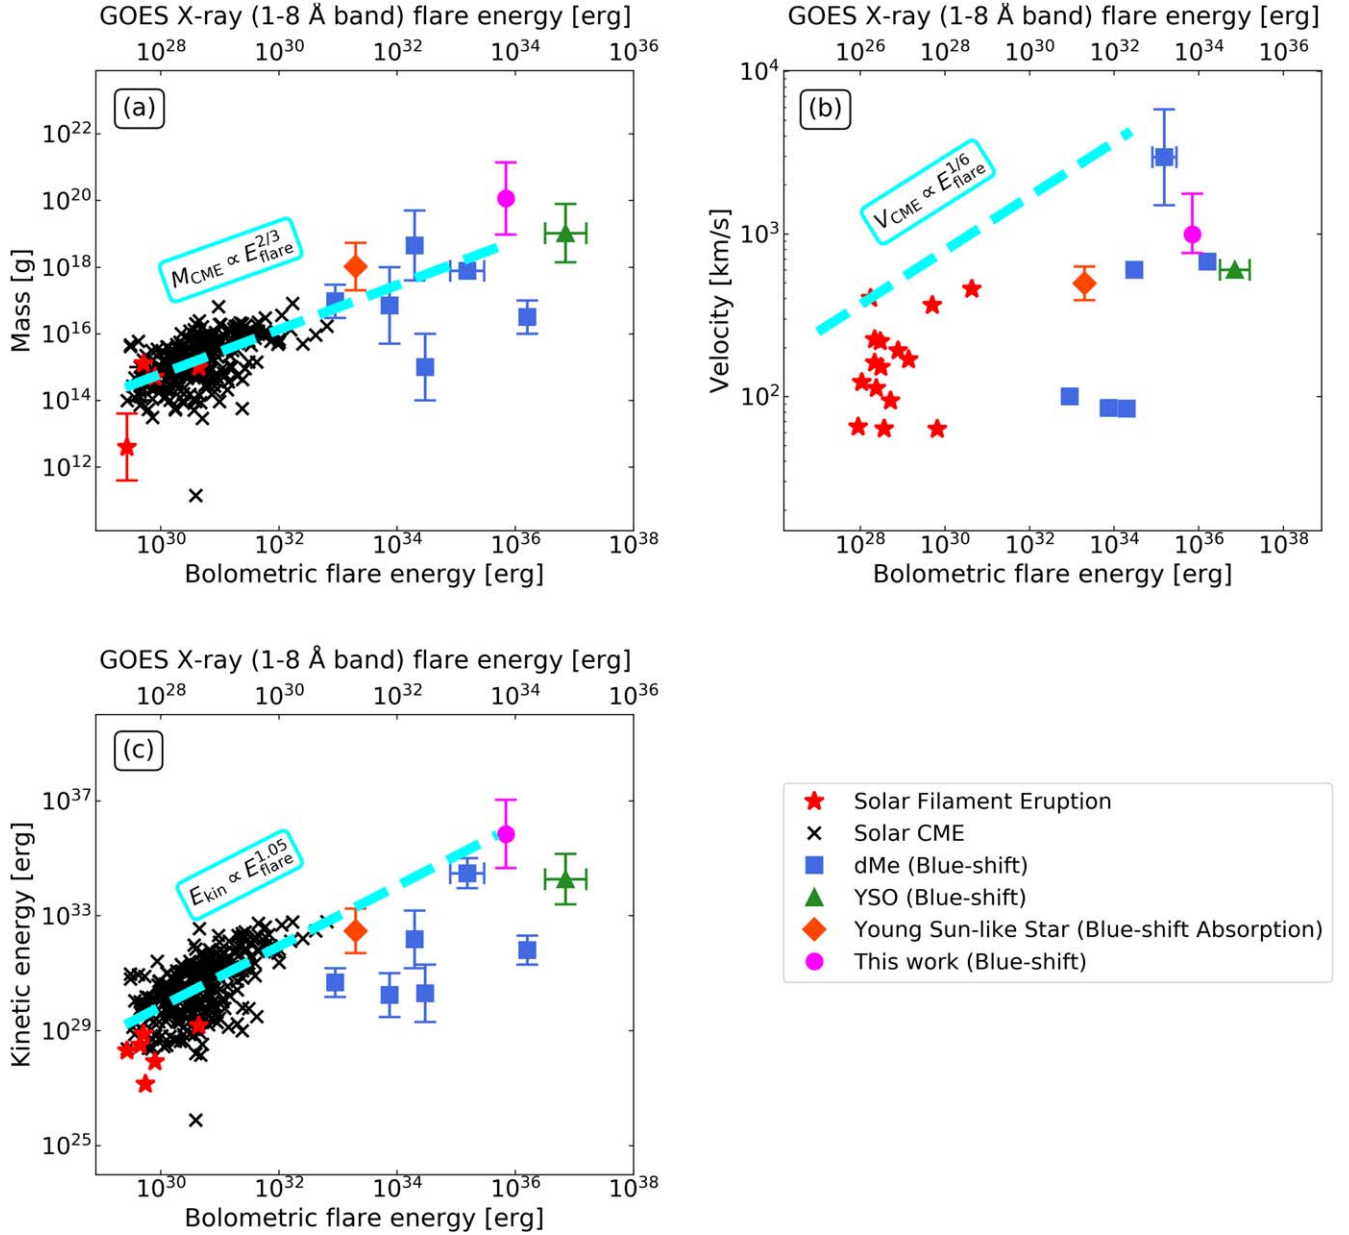 GOES X-ray (1-8 Å band) flare energy [erg]
10^28 10^30 10^32 10^34 10^36
(a)
10^22
10^20
10^18
10^16
10^14
10^12
Mass [g]
M_CME ∝ E_flare^2/3
10^30 10^32 10^34 10^36 10^38
Bolometric flare energy [erg]
GOES X-ray (1-8 Å band) flare energy [erg]
10^26 10^28 10^30 10^32 10^34 10^36
(b)
10^4
10^3
10^2
Velocity [km/s]
V_CME ∝ E_flare^1/6
10^28 10^30 10^32 10^34 10^36 10^38
Bolometric flare energy [erg]
GOES X-ray (1-8 Å band) flare energy [erg]
10^28 10^30 10^32 10^34 10^36
(c)
10^37
10^33
10^29
10^25
Kinetic energy [erg]
E_kin ∝ E_flare^1.05
10^30 10^32 10^34 10^36 10^38
Bolometric flare energy [erg]
Solar Filament Eruption
Solar CME
dMe (Blue-shift)
YSO (Blue-shift)
Young Sun-like Star (Blue-shift Absorption)
This work (Blue-shift)